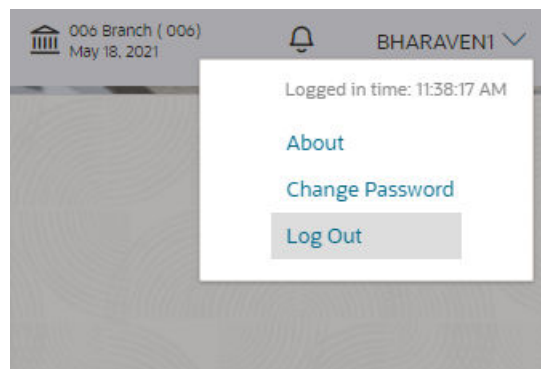 006 Branch ( 006)
May 18, 2021
BHARAVEN1
Logged in time: 11:38:17 AM
About
Change Password
Log Out